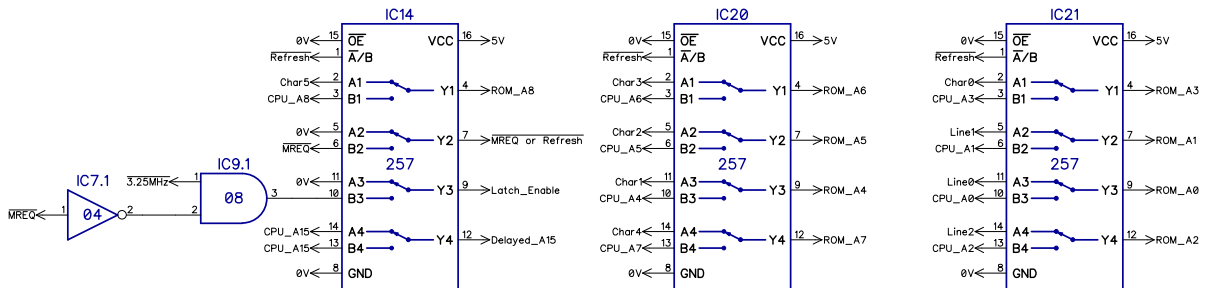 IC14
0V 15 OE VCC 16 5V
Refresh 1 A/B
Char5 2 A1 Y1 4 ROM_A8
CPU_A8 3 B1
0V 5 A2 Y2 7 MREQ or Refresh
MREQ 6 B2
257
0V 11 A3 Y3 9 Latch_Enable
10 B3
CPU_A15 14 A4 Y4 12 Delayed_A15
CPU_A15 13 B4
0V 8 GND
IC7.1
MREQ 1 04 2
IC9.1
3.25MHz 1 08 3
2
IC20
0V 15 OE VCC 16 5V
Refresh 1 A/B
Char3 2 A1 Y1 4 ROM_A6
CPU_A6 3 B1
Char2 5 A2 Y2 7 ROM_A5
CPU_A5 6 B2
257
Char1 11 A3 Y3 9 ROM_A4
CPU_A4 10 B3
Char4 14 A4 Y4 12 ROM_A7
CPU_A7 13 B4
0V 8 GND
IC21
0V 15 OE VCC 16 5V
Refresh 1 A/B
Char0 2 A1 Y1 4 ROM_A3
CPU_A3 3 B1
Line1 5 A2 Y2 7 ROM_A1
CPU_A1 6 B2
257
Line0 11 A3 Y3 9 ROM_A0
CPU_A0 10 B3
Line2 14 A4 Y4 12 ROM_A2
CPU_A2 13 B4
0V 8 GND